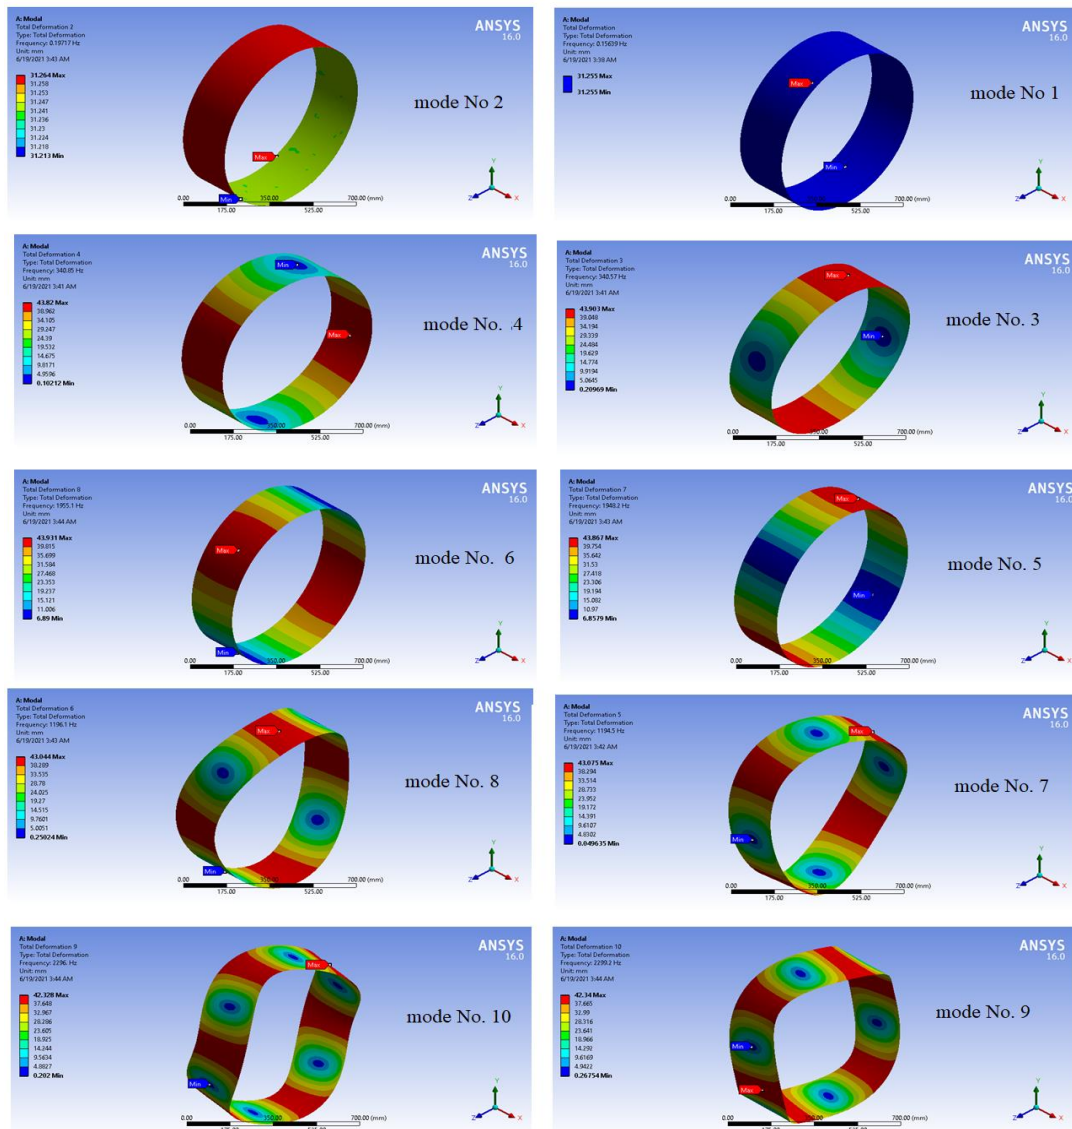 A: Modal
Total Deformation 2
Type: Total Deformation
Frequency: 0.19717 Hz
Unit: mm
6/19/2021 3:43 AM
31.264 Max
31.258
31.253
31.247
31.241
31.236
31.23
31.224
31.218
31.213 Min
ANSYS
16.0
mode No 2
Max
Min
0.00 350.00 700.00 (mm)
175.00 525.00
Y
Z X
A: Modal
Total Deformation
Type: Total Deformation
Frequency: 0.15639 Hz
Unit: mm
6/19/2021 3:38 AM
31.255 Max
31.255 Min
ANSYS
16.0
mode No 1
Max
Min
0.00 350.00 700.00 (mm)
175.00 525.00
Y
Z X
A: Modal
Total Deformation 4
Type: Total Deformation
Frequency: 340.85 Hz
Unit: mm
6/19/2021 3:41 AM
43.82 Max
38.962
34.105
29.247
24.39
19.532
14.675
9.8171
4.9596
0.10212 Min
ANSYS
16.0
mode No. .4
Min
Max
0.00 350.00 700.00 (mm)
175.00 525.00
Y
Z X
A: Modal
Total Deformation 3
Type: Total Deformation
Frequency: 340.57 Hz
Unit: mm
6/19/2021 3:41 AM
43.903 Max
39.048
34.194
29.339
24.484
19.629
14.774
9.9194
5.0645
0.20969 Min
ANSYS
16.0
mode No. 3
Max
Min
0.00 350.00 700.00 (mm)
175.00 525.00
Y
Z X
A: Modal
Total Deformation 8
Type: Total Deformation
Frequency: 1955.1 Hz
Unit: mm
6/19/2021 3:44 AM
43.931 Max
39.815
35.699
31.584
27.468
23.353
19.237
15.121
11.006
6.89 Min
ANSYS
16.0
mode No. 6
Max
Min
0.00 350.00 700.00 (mm)
175.00 525.00
Y
Z X
A: Modal
Total Deformation 7
Type: Total Deformation
Frequency: 1949.2 Hz
Unit: mm
6/19/2021 3:43 AM
43.867 Max
39.754
35.642
31.53
27.418
23.306
19.194
15.082
10.97
6.8579 Min
ANSYS
16.0
mode No. 5
Max
Min
0.00 350.00 700.00 (mm)
175.00 525.00
Y
Z X
A: Modal
Total Deformation 6
Type: Total Deformation
Frequency: 1196.1 Hz
Unit: mm
6/19/2021 3:43 AM
43.044 Max
38.289
33.535
28.78
24.025
19.27
14.515
9.7601
5.0051
0.25024 Min
ANSYS
16.0
mode No. 8
Max
Min
0.00 350.00 700.00 (mm)
175.00 525.00
Y
Z X
A: Modal
Total Deformation 5
Type: Total Deformation
Frequency: 1194.5 Hz
Unit: mm
6/19/2021 3:42 AM
43.075 Max
38.294
33.514
28.733
23.952
19.172
14.391
9.6107
4.8302
0.049635 Min
ANSYS
16.0
mode No. 7
Max
Min
0.00 350.00 700.00 (mm)
175.00 525.00
Y
Z X
A: Modal
Total Deformation 9
Type: Total Deformation
Frequency: 2296. Hz
Unit: mm
6/19/2021 3:44 AM
42.328 Max
37.648
32.967
28.286
23.605
18.925
14.244
9.5634
4.8827
0.202 Min
ANSYS
16.0
mode No. 10
Max
Min
0.00 350.00 700.00 (mm)
175.00 525.00
Y
Z X
A: Modal
Total Deformation 10
Type: Total Deformation
Frequency: 2299.2 Hz
Unit: mm
6/19/2021 3:44 AM
42.34 Max
37.665
32.99
28.316
23.641
18.966
14.292
9.6169
4.9422
0.26754 Min
ANSYS
16.0
mode No. 9
Min
Max
0.00 350.00 700.00 (mm)
175.00 525.00
Y
Z X